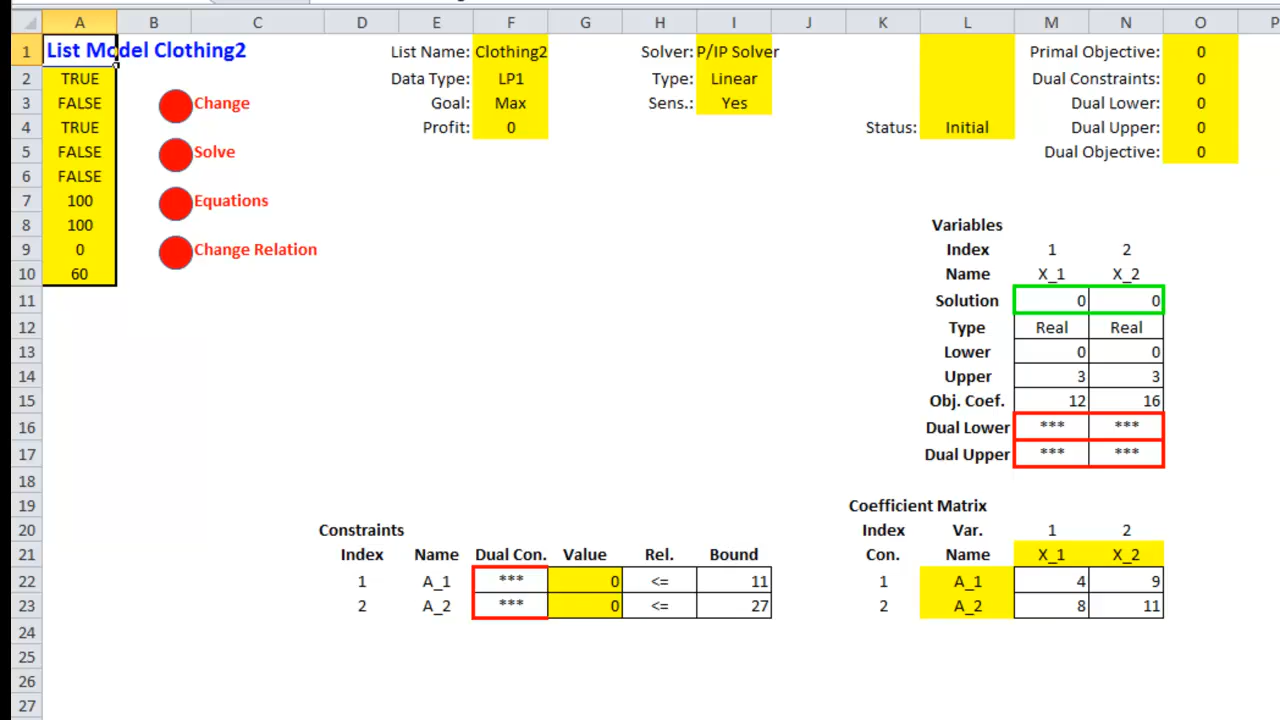 A B C D E F G H I J K L M N O P
1 List Model Clothing2 List Name: Clothing2 Solver: P/IP Solver Primal Objective: 0
2 TRUE Data Type: LP1 Type: Linear Dual Constraints: 0
3 FALSE Change Goal: Max Sens.: Yes Dual Lower: 0
4 TRUE Profit: 0 Status: Initial Dual Upper: 0
5 FALSE Solve Dual Objective: 0
6 FALSE
7 100 Equations
8 100 Variables
9 0 Change Relation Index 1 2
10 60 Name X_1 X_2
11 Solution 0 0
12 Type Real Real
13 Lower 0 0
14 Upper 3 3
15 Obj. Coef. 12 16
16 Dual Lower *** ***
17 Dual Upper *** ***
18
19 Coefficient Matrix
20 Constraints Index Var. 1 2
21 Index Name Dual Con. Value Rel. Bound Con. Name X_1 X_2
22 1 A_1 *** 0 <= 11 1 A_1 4 9
23 2 A_2 *** 0 <= 27 2 A_2 8 11
24
25
26
27